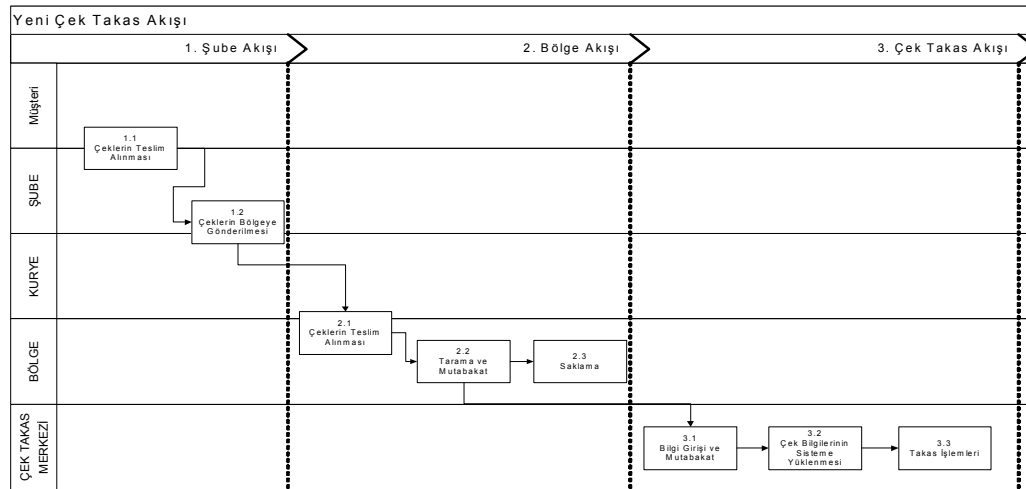 Yeni Çek Takas Akışı
1. Şube Akışı
2. Bölge Akışı
3. Çek Takas Akışı
Müşteri
1.1
Çeklerin Teslim
Alınması
ŞUBE
1.2
Çeklerin Bölgeye
Gönderilmesi
KURYE
2.1
Çeklerin Teslim
Alınması
BÖLGE
2.2
Tarama ve
Mutabakat
2.3
Saklama
ÇEK TAKAS
MERKEZİ
3.1
Bilgi Girişi ve
Mutabakat
3.2
Çek Bilgilerinin
Sisteme
Yüklenmesi
3.3
Takas İşlemleri